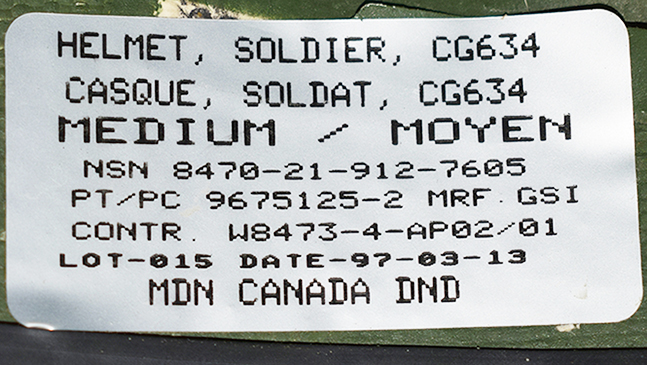 HELMET, SOLDIER, CG634
CASQUE, SOLDAT, CG634
MEDIUM / MOYEN
NSN 8470-21-912-7605
PT/PC 9675125-2 MRF. GSI
CONTR. W8473-4-AP02/01
LOT-015 DATE-97-03-13
MDN CANADA DND